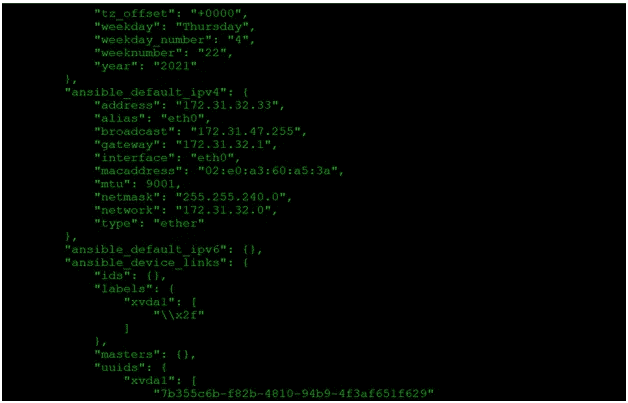 "tz_offset": "+0000",
"weekday": "Thursday",
"weekday_number": "4",
"weeknumber": "22",
"year": "2021"
},
"ansible_default_ipv4": {
"address": "172.31.32.33",
"alias": "eth0",
"broadcast": "172.31.47.255",
"gateway": "172.31.32.1",
"interface": "eth0",
"macaddress": "02:e0:a3:60:a5:3a",
"mtu": 9001,
"netmask": "255.255.240.0",
"network": "172.31.32.0",
"type": "ether"
},
"ansible_default_ipv6": {},
"ansible_device_links": {
"ids": {},
"labels": {
"xvda1": [
"\\x2f"
]
},
"masters": {},
"uuids": {
"xvda1": [
"7b355c6b-f82b-4810-94b9-4f3af651f629"